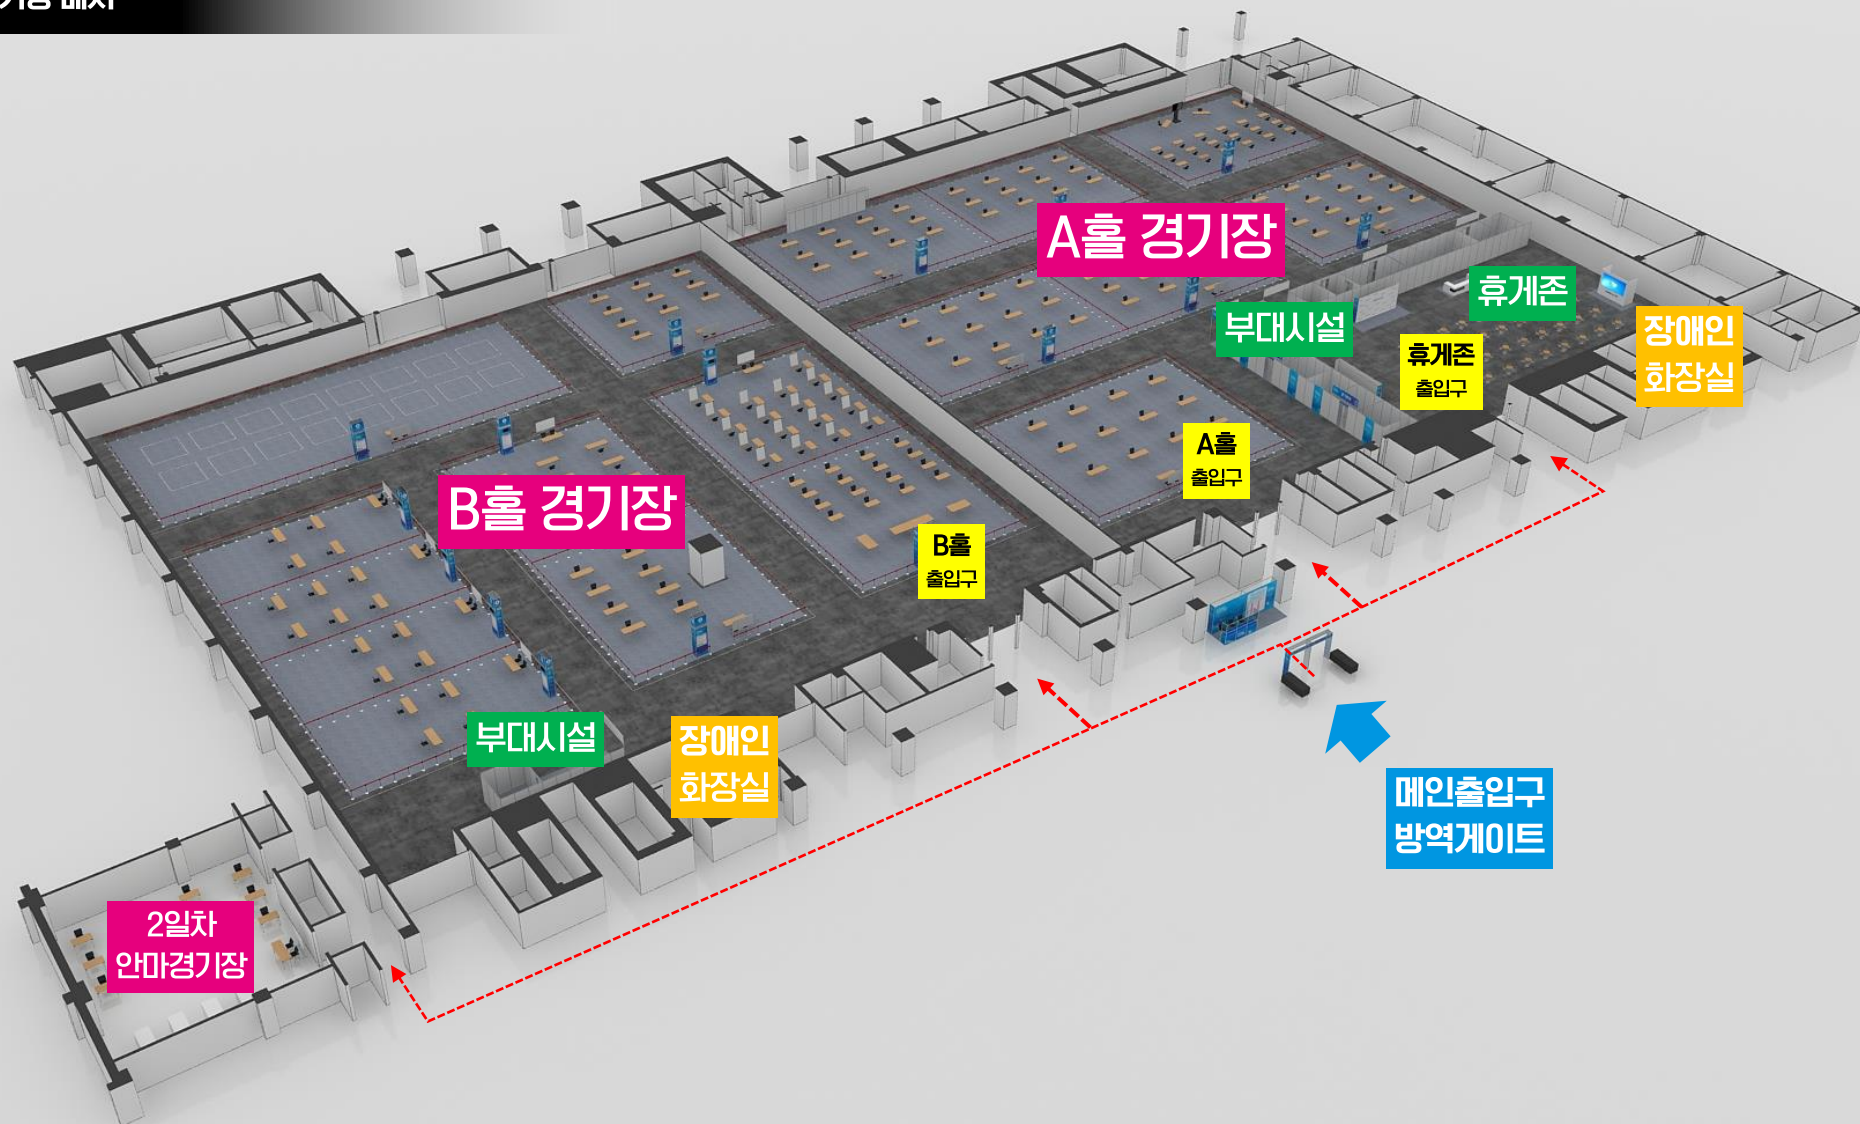 A홀 경기장
휴게존
부대시설
장애인
화장실
휴게존
출입구
A홀
출입구
B홀 경기장
B홀
출입구
부대시설
장애인
화장실
메인출입구
방역게이트
2일차
안마경기장